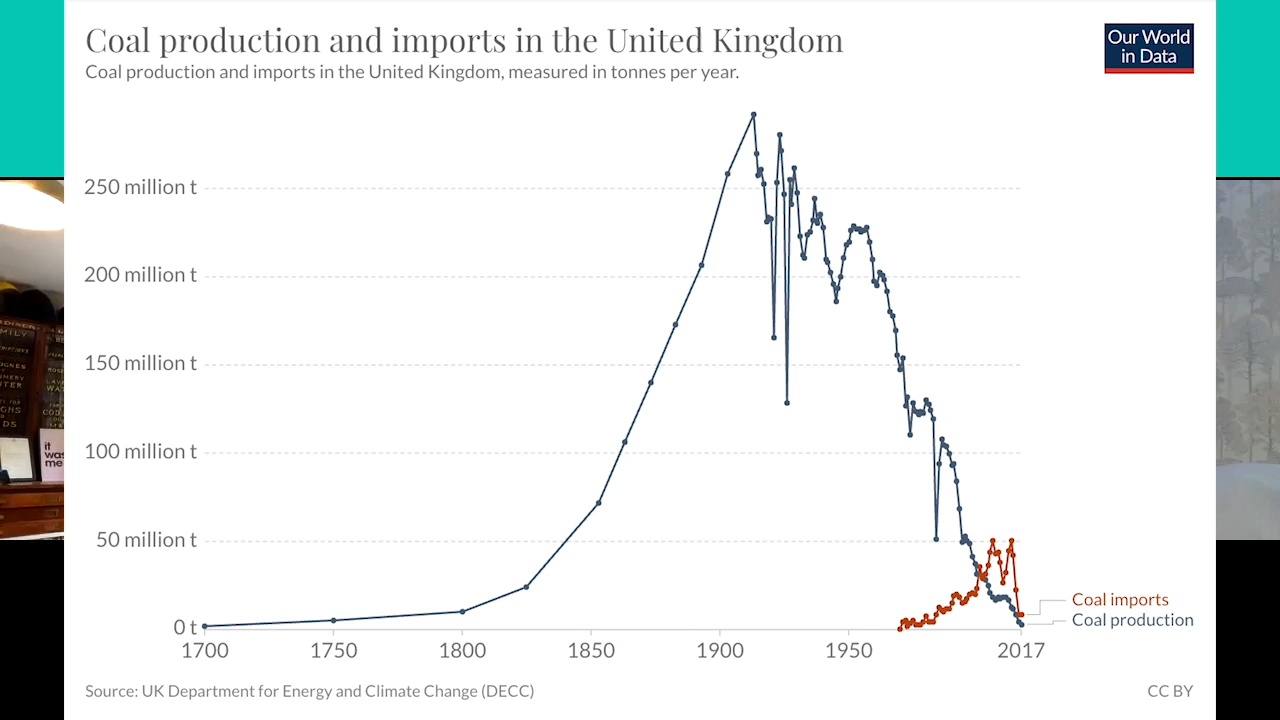 Coal production and imports in the United Kingdom
Coal production and imports in the United Kingdom, measured in tonnes per year.
Our World
in Data
250 million t
200 million t
150 million t
100 million t
50 million t
0 t
1700
1750
1800
1850
1900
1950
2017
Coal imports
Coal production
Source: UK Department for Energy and Climate Change (DECC)
CC BY
it
was
me